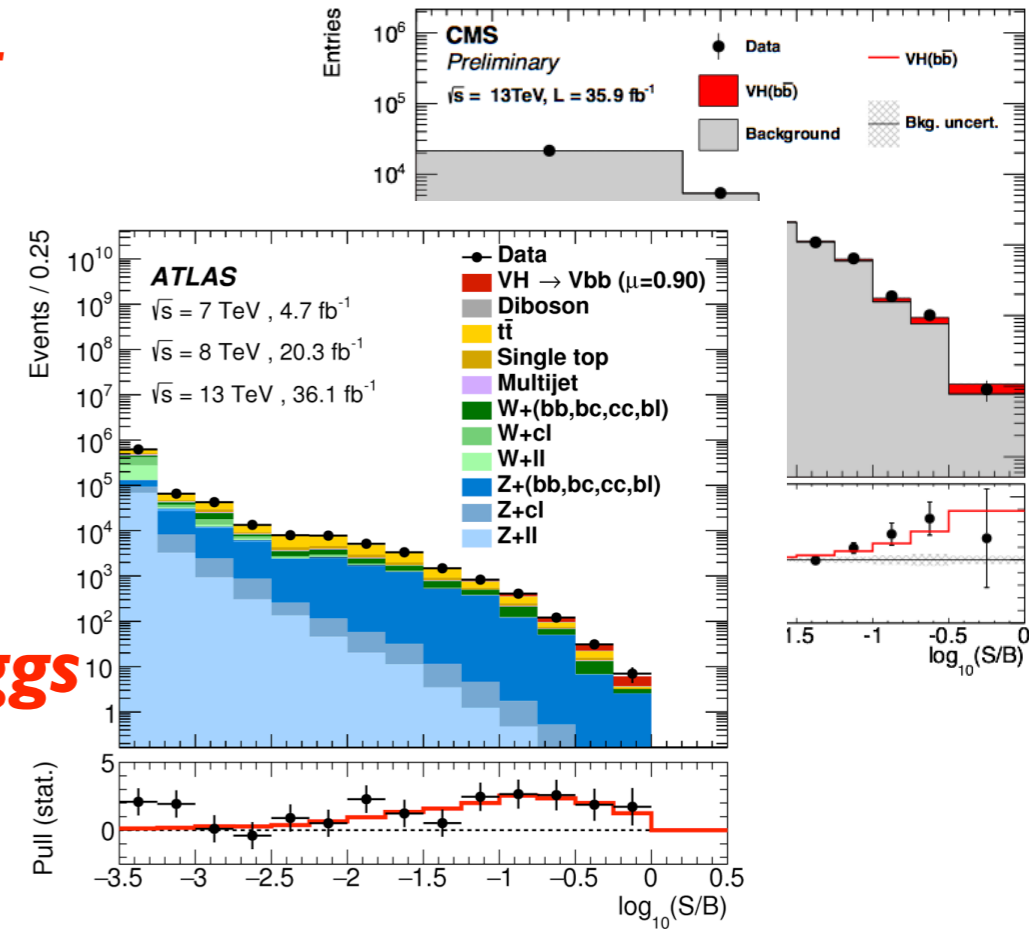 Entries
10⁶
10⁵
10⁴
CMS
Preliminary
√s = 13TeV, L = 35.9 fb⁻¹
Data
VH(bb̄)
Background
VH(bb̄)
Bkg. uncert.
1.5 -1 -0.5 0
log₁₀(S/B)
ggs
Events / 0.25
10¹⁰
10⁹
10⁸
10⁷
10⁶
10⁵
10⁴
10³
10²
10
1
ATLAS
√s = 7 TeV , 4.7 fb⁻¹
√s = 8 TeV , 20.3 fb⁻¹
√s = 13 TeV , 36.1 fb⁻¹
Data
VH → Vbb (μ=0.90)
Diboson
tt̄
Single top
Multijet
W+(bb,bc,cc,bl)
W+cl
W+ll
Z+(bb,bc,cc,bl)
Z+cl
Z+ll
Pull (stat.)
5
0
−3.5 −3 −2.5 −2 −1.5 −1 −0.5 0 0.5
log₁₀(S/B)